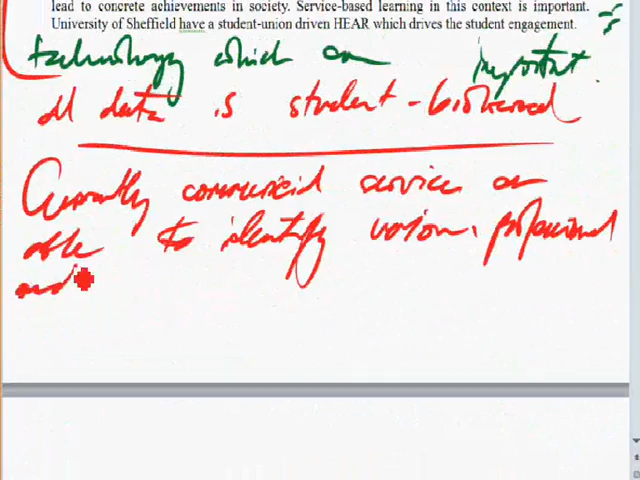 lead to concrete achievements in society. Service-based learning in this context is important.
University of Sheffield have a student-union driven HEAR which drives the student engagement.
technology which are important
all data is student-
Currently commercial service are
able to identify professional
and